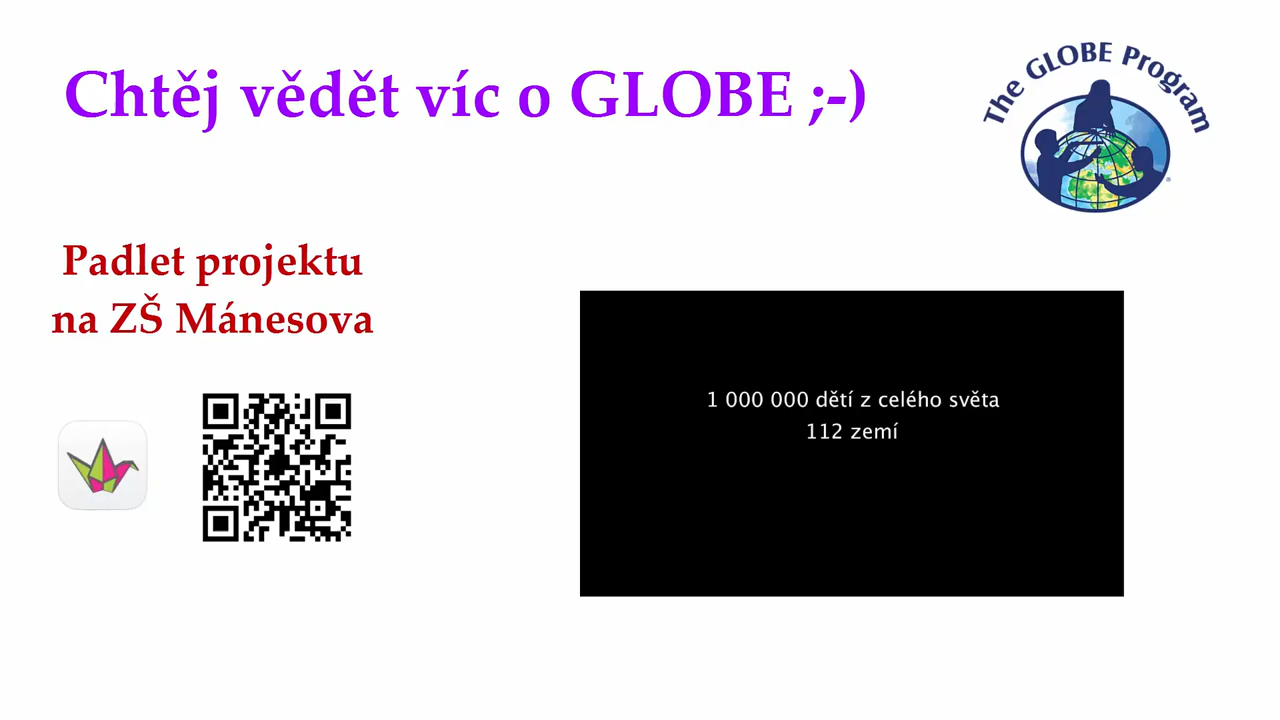 Chtěj vědět víc o GLOBE ;-)
The GLOBE Program
Padlet projektu
na ZŠ Mánesova
1 000 000 dětí z celého světa
112 zemí